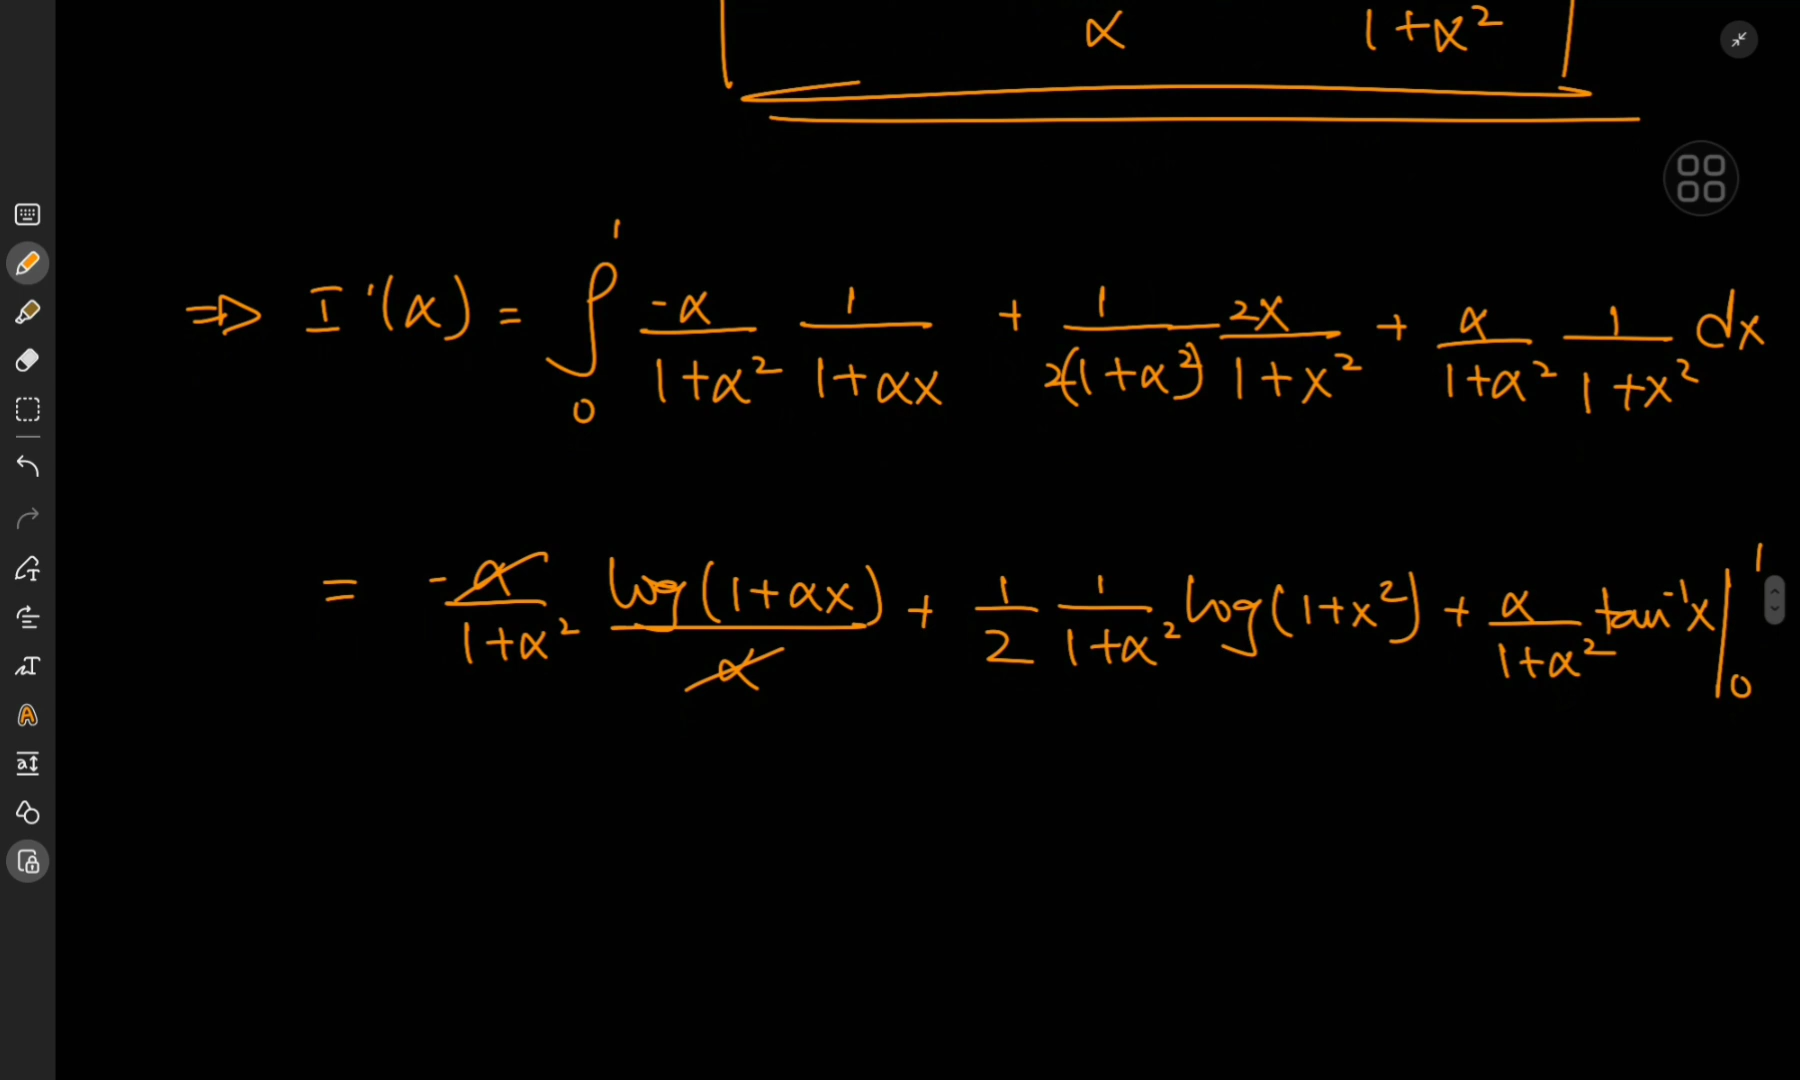 α 1+α²
⇒ I'(α) = ∫₀¹ -α/(1+α²) 1/(1+αx) + 1/(2(1+α²)) 2x/(1+x²) + α/(1+α²) 1/(1+x²) dx
= -α/(1+α²) log(1+αx)/α + 1/2 1/(1+α²) log(1+x²) + α/(1+α²) tan⁻¹x |₀¹